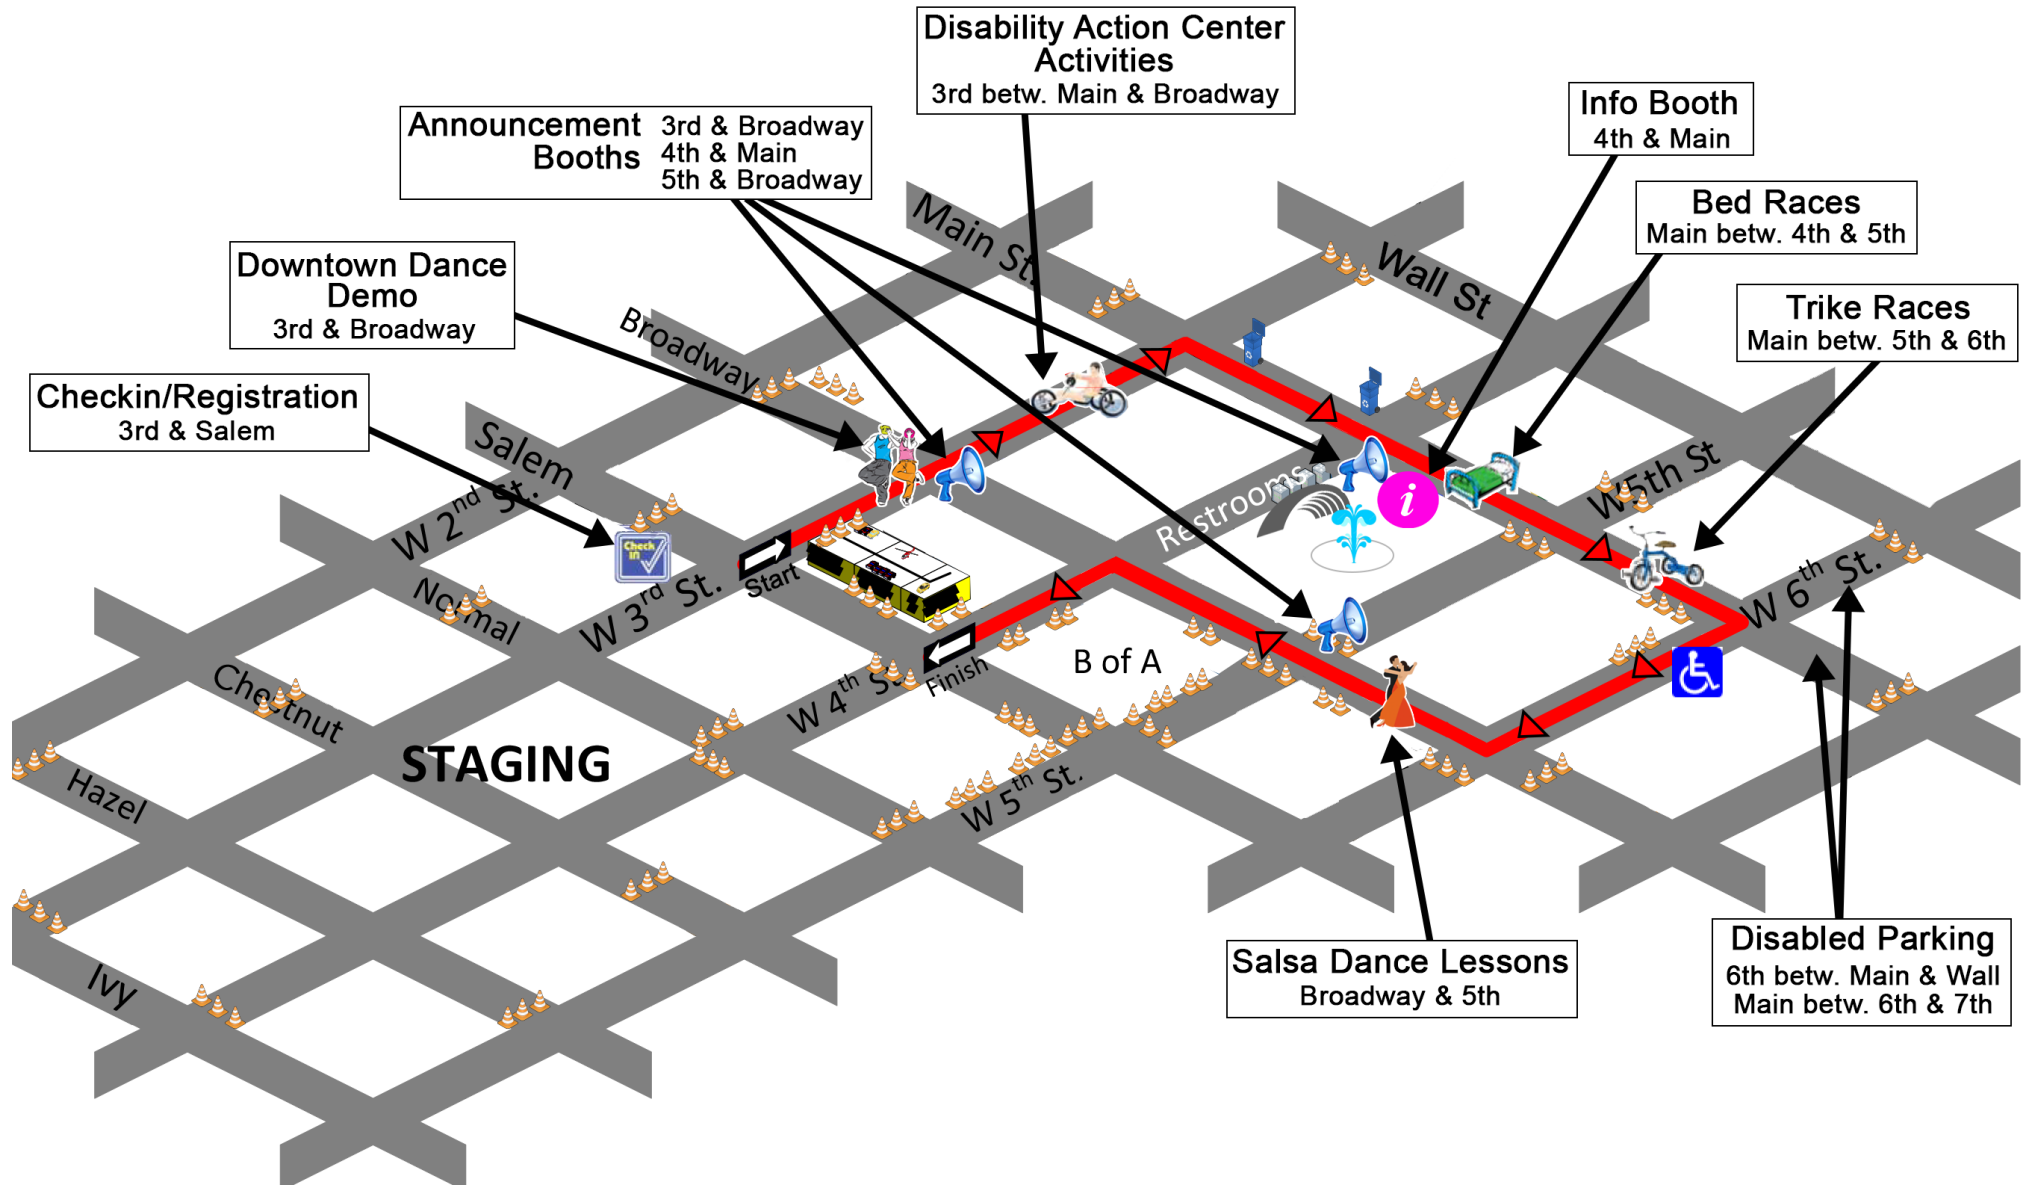 Disability Action Center
Activities
3rd betw. Main & Broadway
Info Booth
4th & Main
Announcement
Booths
3rd & Broadway
4th & Main
5th & Broadway
Bed Races
Main betw. 4th & 5th
Downtown Dance
Demo
3rd & Broadway
Trike Races
Main betw. 5th & 6th
Checkin/Registration
3rd & Salem
Main St.
Wall St
Broadway
Salem
W 2nd St.
Normal
Check
in
W 3rd St.
Start
Restrooms
i
W5th St
W 6th St.
Chestnut
W 4th St
Finish
B of A
STAGING
Hazel
W 5th St.
Ivy
Salsa Dance Lessons
Broadway & 5th
Disabled Parking
6th betw. Main & Wall
Main betw. 6th & 7th